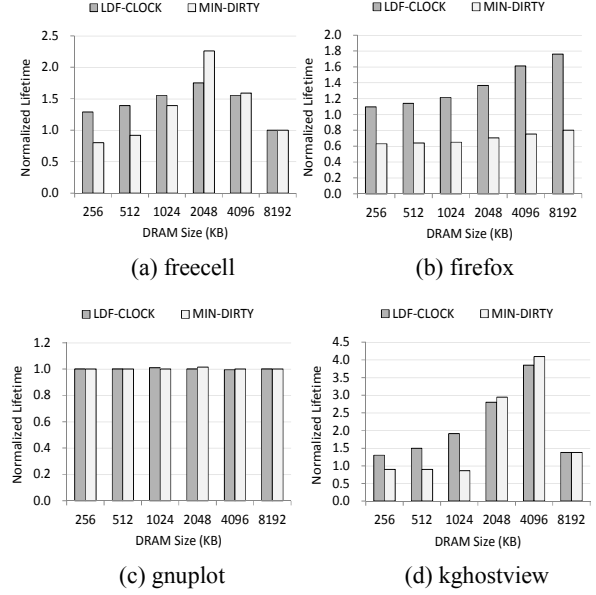 LDF-CLOCK MIN-DIRTY
Normalized Lifetime
2.5
2.0
1.5
1.0
0.5
0.0
256 512 1024 2048 4096 8192
DRAM Size (KB)
(a) freecell
LDF-CLOCK MIN-DIRTY
Normalized Lifetime
2.0
1.8
1.6
1.4
1.2
1.0
0.8
0.6
0.4
0.2
0.0
256 512 1024 2048 4096 8192
DRAM Size (KB)
(b) firefox
LDF-CLOCK MIN-DIRTY
Normalized Lifetime
1.2
1.0
0.8
0.6
0.4
0.2
0.0
256 512 1024 2048 4096 8192
DRAM Size (KB)
(c) gnuplot
LDF-CLOCK MIN-DIRTY
Normalized Lifetime
4.5
4.0
3.5
3.0
2.5
2.0
1.5
1.0
0.5
0.0
256 512 1024 2048 4096 8192
DRAM Size (KB)
(d) kghostview